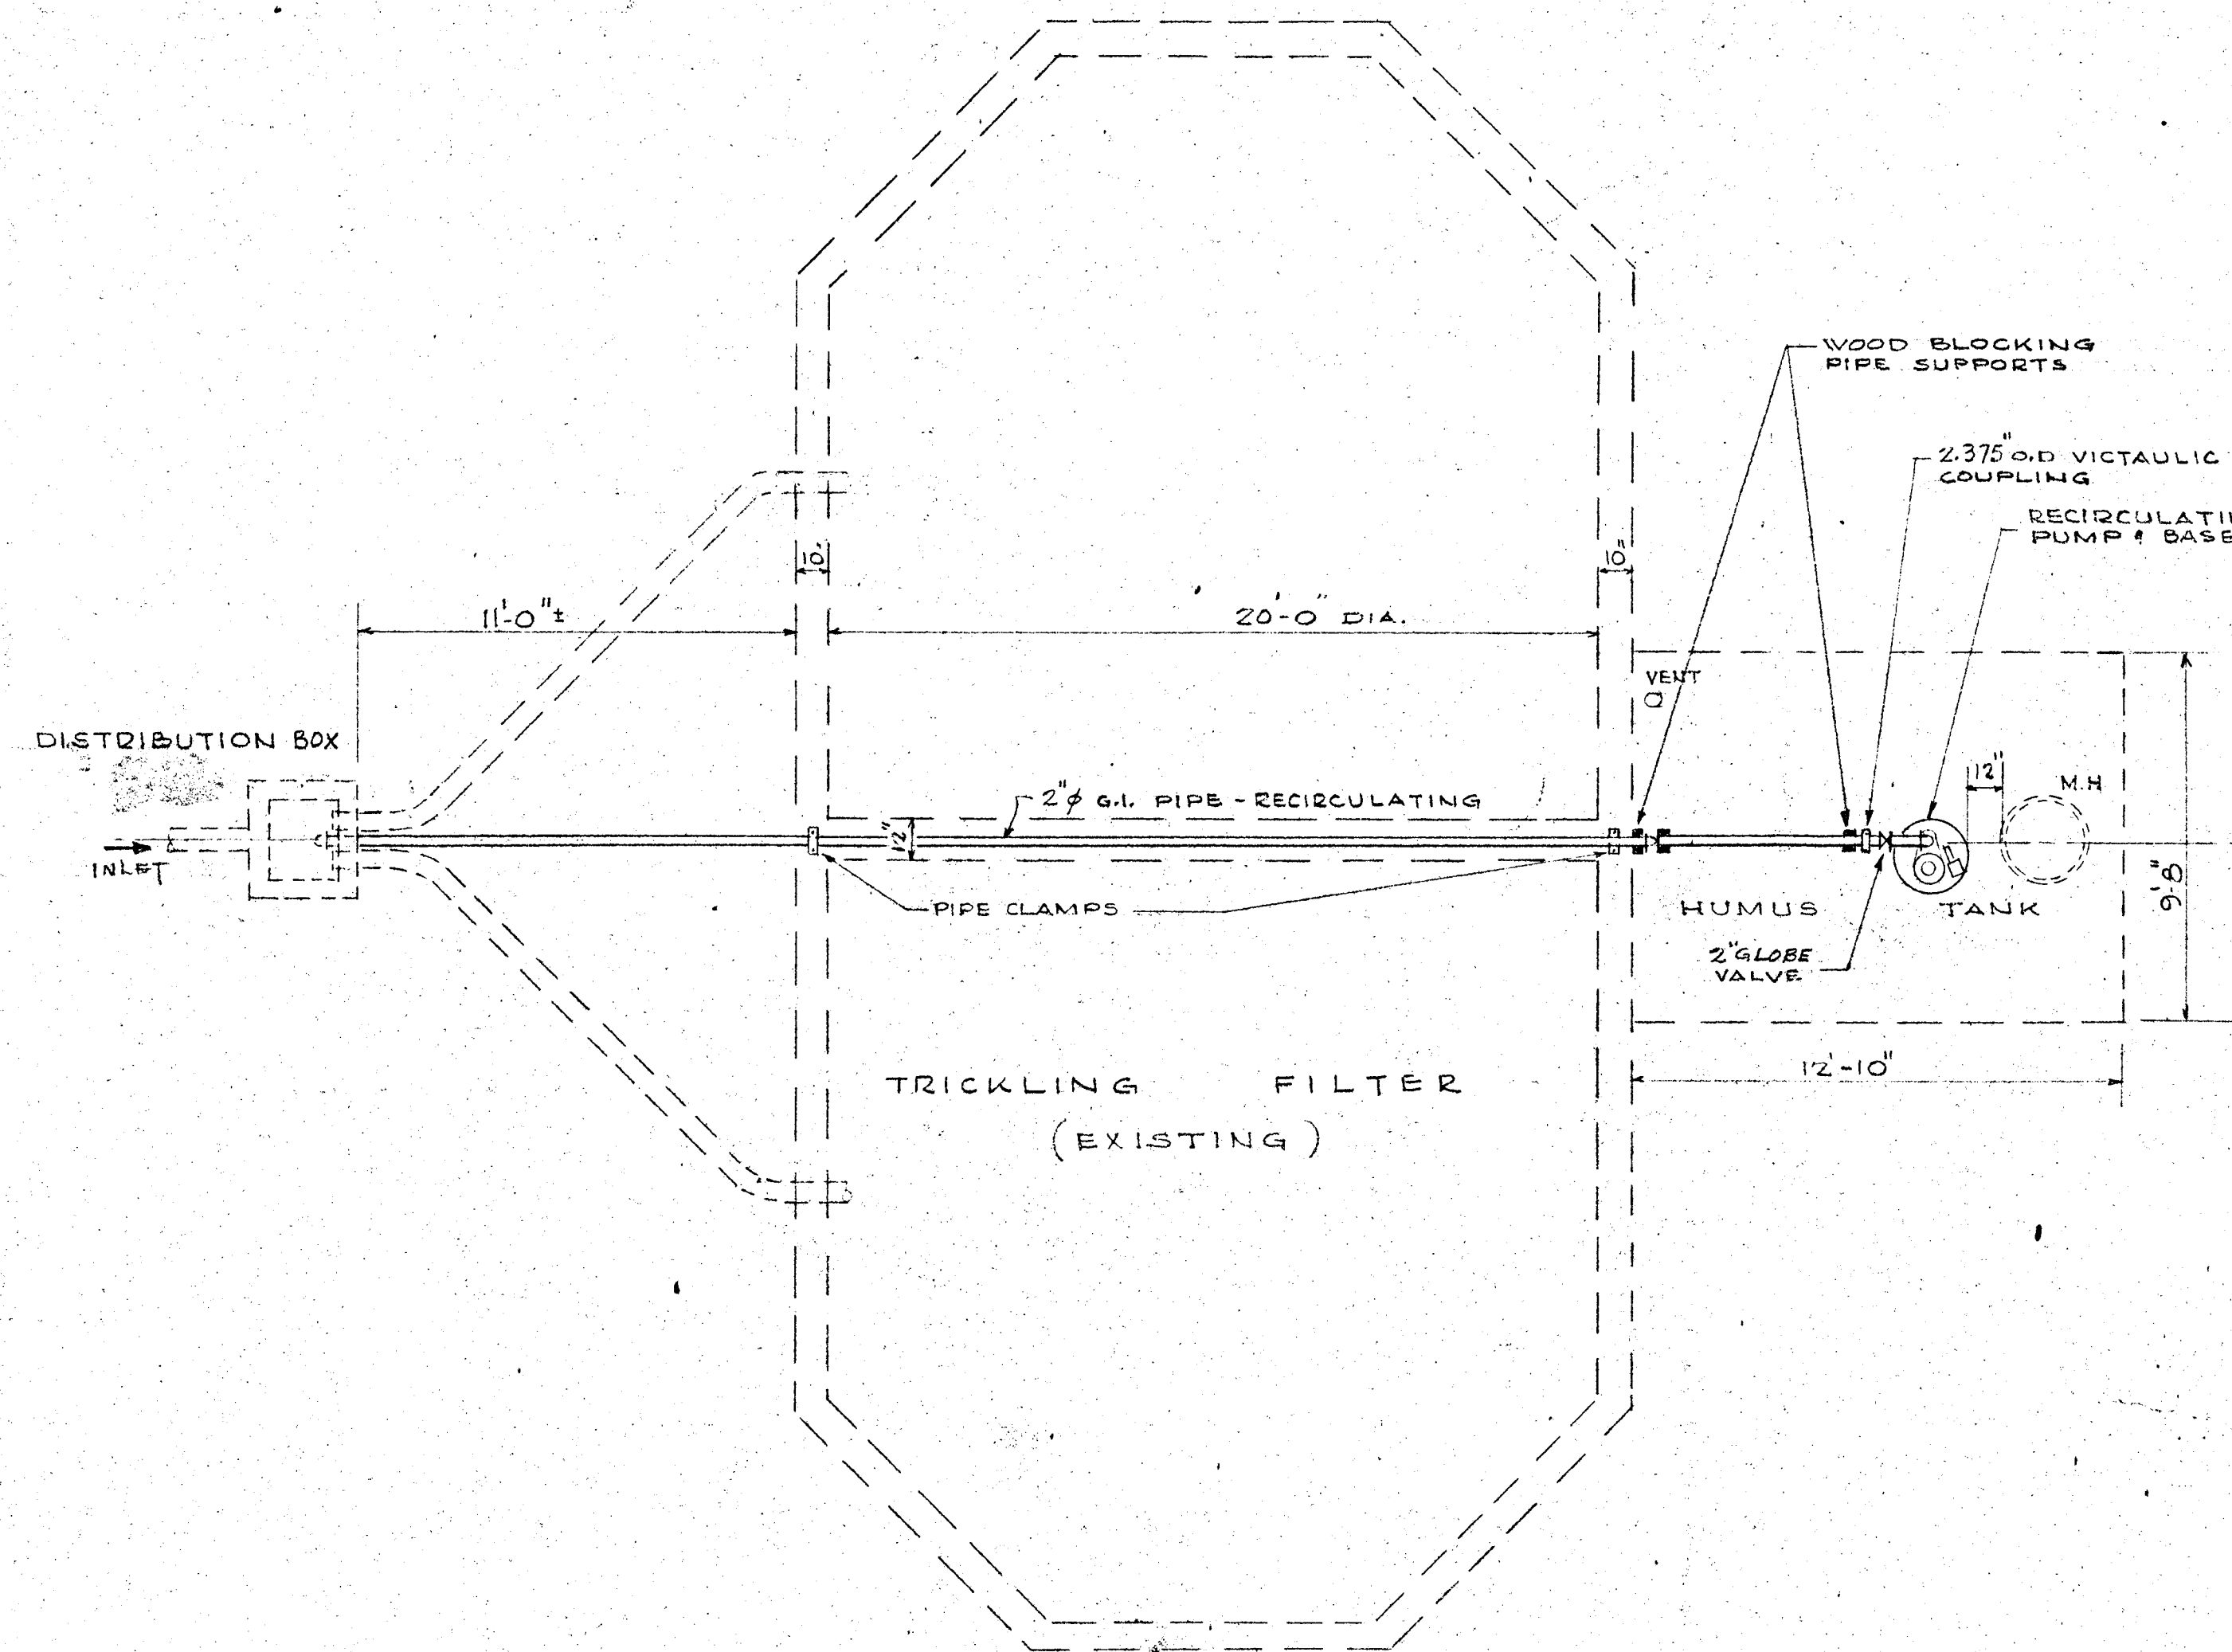 WOOD BLOCKING
PIPE SUPPORTS
2.375" O.D VICTAULIC
COUPLING
RECIRCULATI
PUMP & BASE
10"
10"
11'-0" ±
20'-0" DIA.
VENT
DISTRIBUTION BOX
12"
M.H
2"φ G.I. PIPE - RECIRCULATING
12"
INLET
PIPE CLAMPS
HUMUS TANK
9'-8"
2" GLOBE
VALVE
12'-10"
TRICKLING FILTER
(EXISTING)